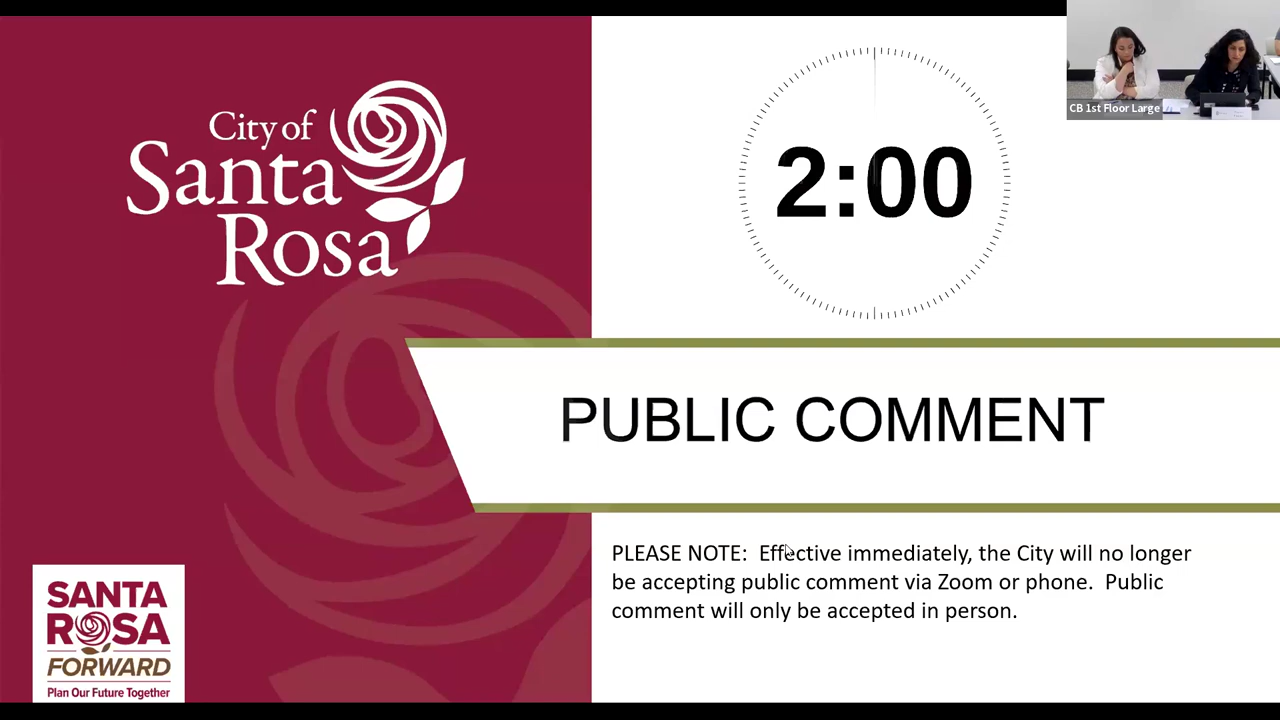 City of
Santa
Rosa
2:00
CB 1st Floor Large
PUBLIC COMMENT
PLEASE NOTE:  Effective immediately, the City will no longer
be accepting public comment via Zoom or phone.  Public
comment will only be accepted in person.
SANTA
ROSA
FORWARD
Plan Our Future Together